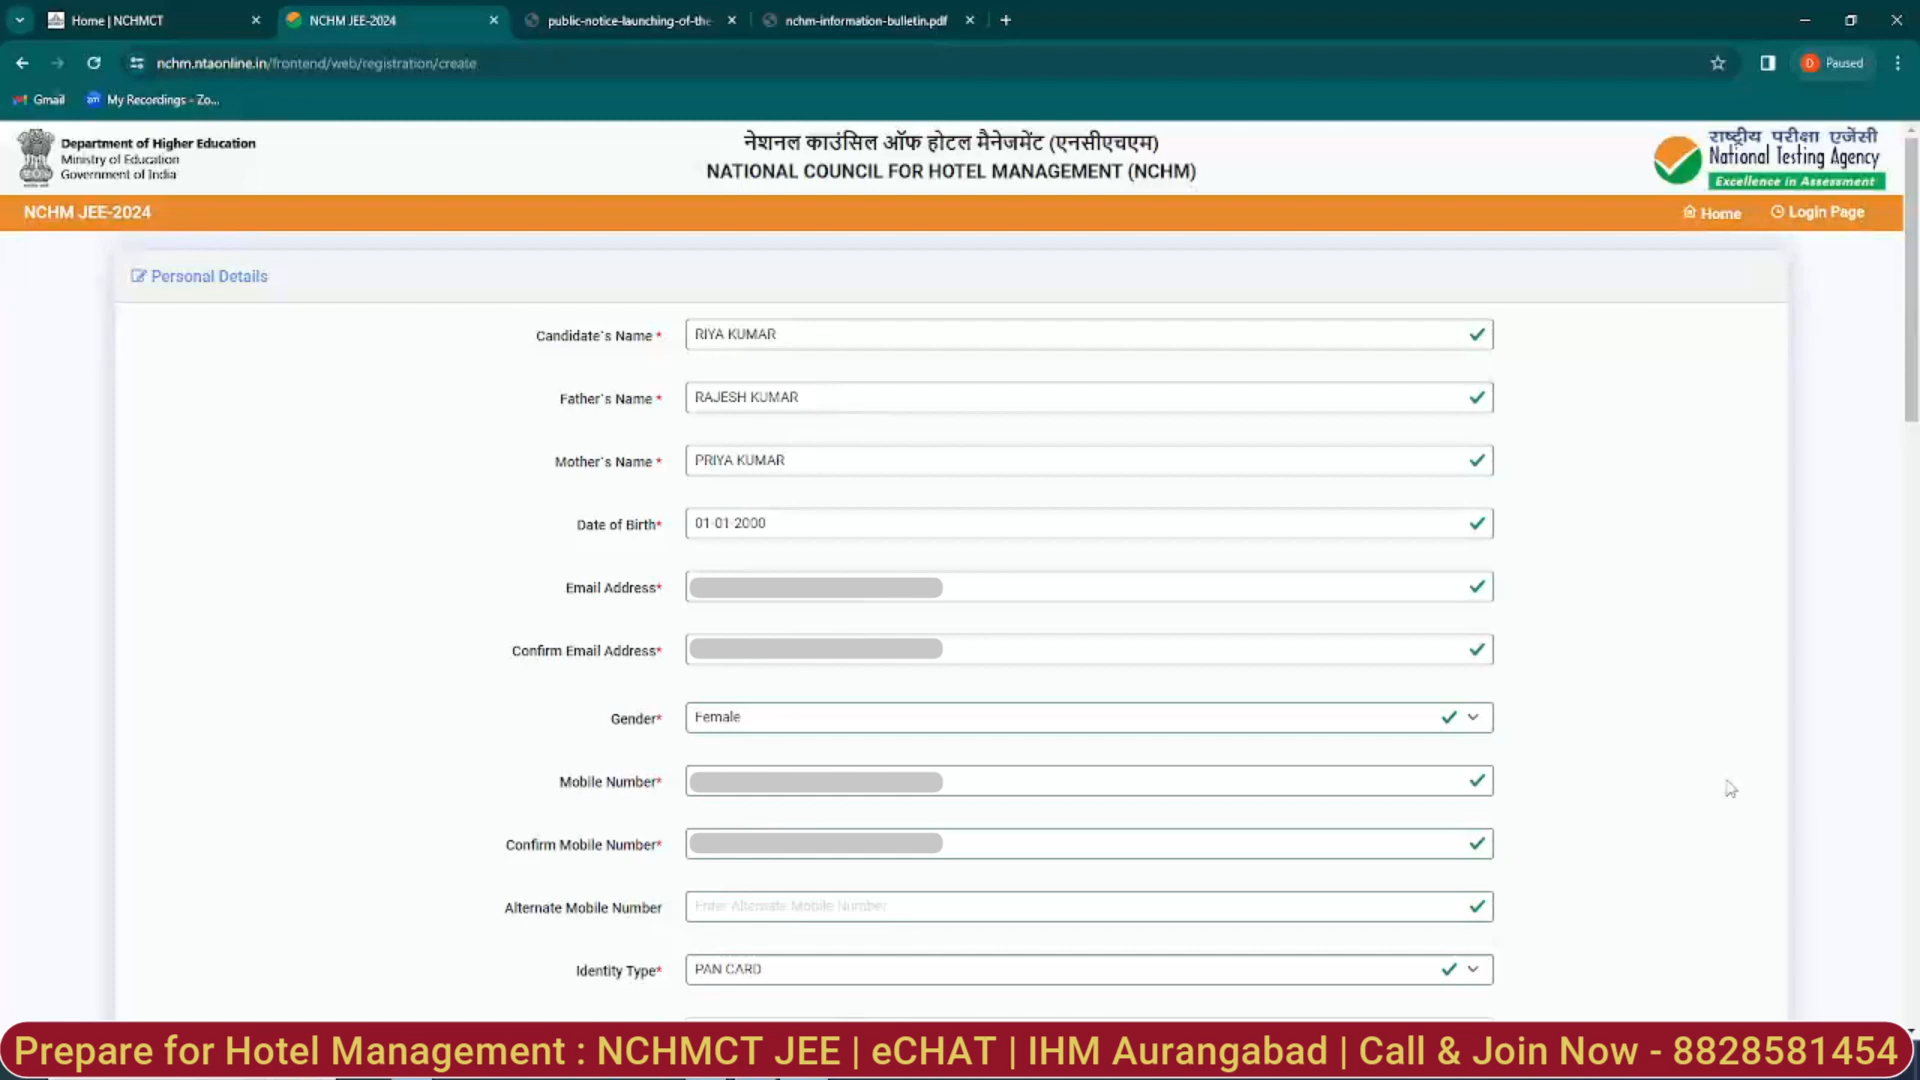 Home | NCHMCT
NCHM JEE-2024
public-notice-launching-of-the
nchm-information-bulletin.pdf
nchm.ntaonline.in/frontend/web/registration/create
D Paused
Gmail
My Recordings - Zo...
Department of Higher Education
Ministry of Education
Government of India
नेशनल काउंसिल ऑफ होटल मैनेजमेंट (एनसीएचएम)
NATIONAL COUNCIL FOR HOTEL MANAGEMENT (NCHM)
राष्ट्रीय परीक्षा एजेंसी
National Testing Agency
Excellence in Assessment
NCHM JEE-2024
Home
Login Page
Personal Details
Candidate's Name * RIYA KUMAR
Father's Name * RAJESH KUMAR
Mother's Name * PRIYA KUMAR
Date of Birth* 01-01-2000
Email Address*
Confirm Email Address*
Gender* Female
Mobile Number*
Confirm Mobile Number*
Alternate Mobile Number Enter Alternate Mobile Number
Identity Type* PAN CARD
Prepare for Hotel Management : NCHMCT JEE | eCHAT | IHM Aurangabad | Call & Join Now - 8828581454